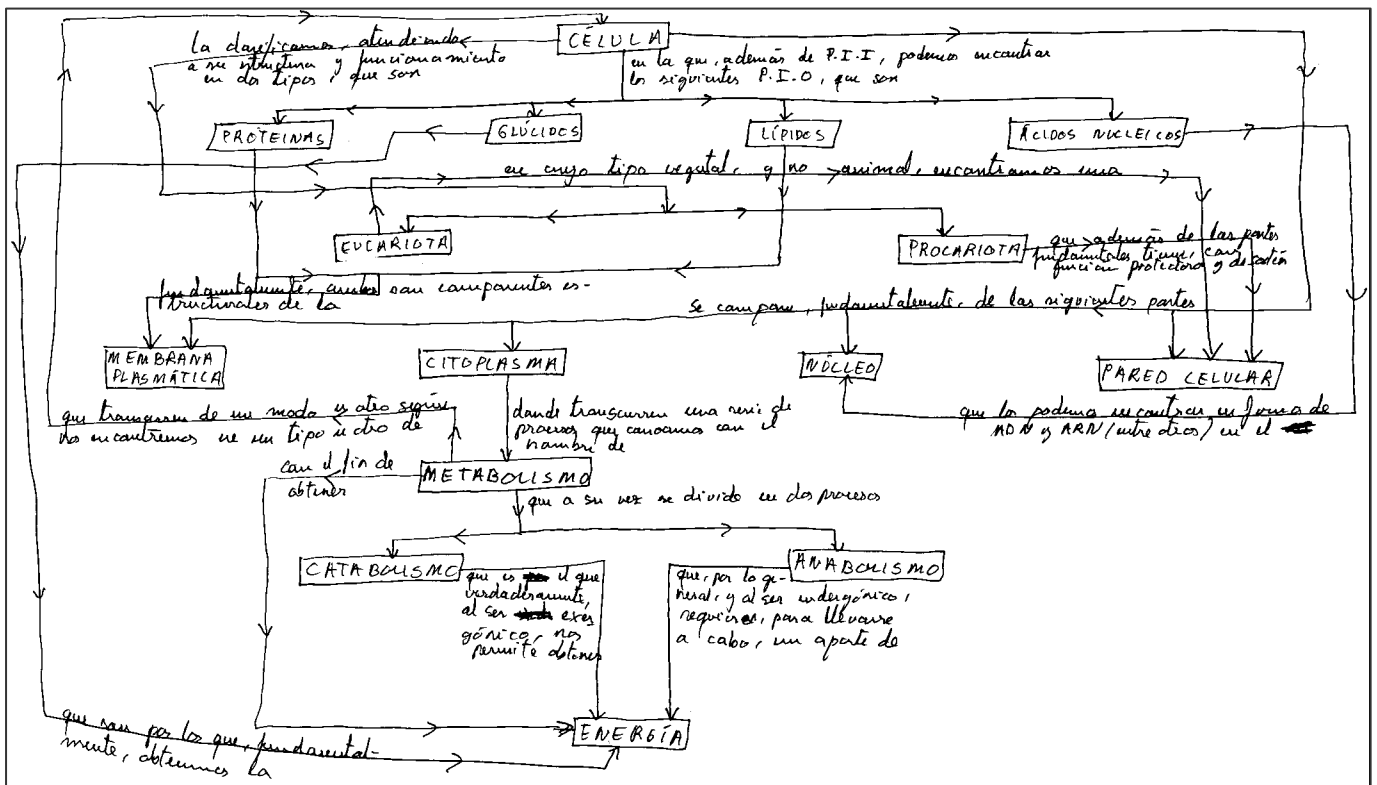 CÉLULA
la clasificamos, atendiendo
a su estructura y funcionamiento
en dos tipos, que son
en la que, además de P.I.I, podemos encontrar
los siguientes P.I.O, que son
PROTEINAS
GLÚCIDOS
LÍPIDOS
ÁCIDOS NUCLEICOS
en cuyo tipo vegetal, y no animal, encontramos una
EUCARIOTA
PROCARIOTA
que además de las partes
fundamentales tiene, con
función protectora y de sostén
fundamentalmente, ambos son componentes es-
tructurales de la
se compone, fundamentalmente, de las siguientes partes
MEMBRANA
PLASMÁTICA
CITOPLASMA
NÚCLEO
PARED CELULAR
que transcurren de un modo u otro según
nos encontremos en un tipo u otro de
donde transcurren una serie de
procesos que conocemos con el
nombre de
que los podemos encontrar en forma de
ADN y ARN (entre otros) en el
con el fin de
obtener
METABOLISMO
que a su vez se divide en dos procesos
CATABOLISMO
ANABOLISMO
que es el que
verdaderamente,
al ser exer
gónico, nos
permite obtener
que, por lo ge-
neral, y al ser endergónico,
requiere, para llevarse
a cabo, un aporte de
ENERGÍA
que son por los que, fundamental-
mente, obtenemos la